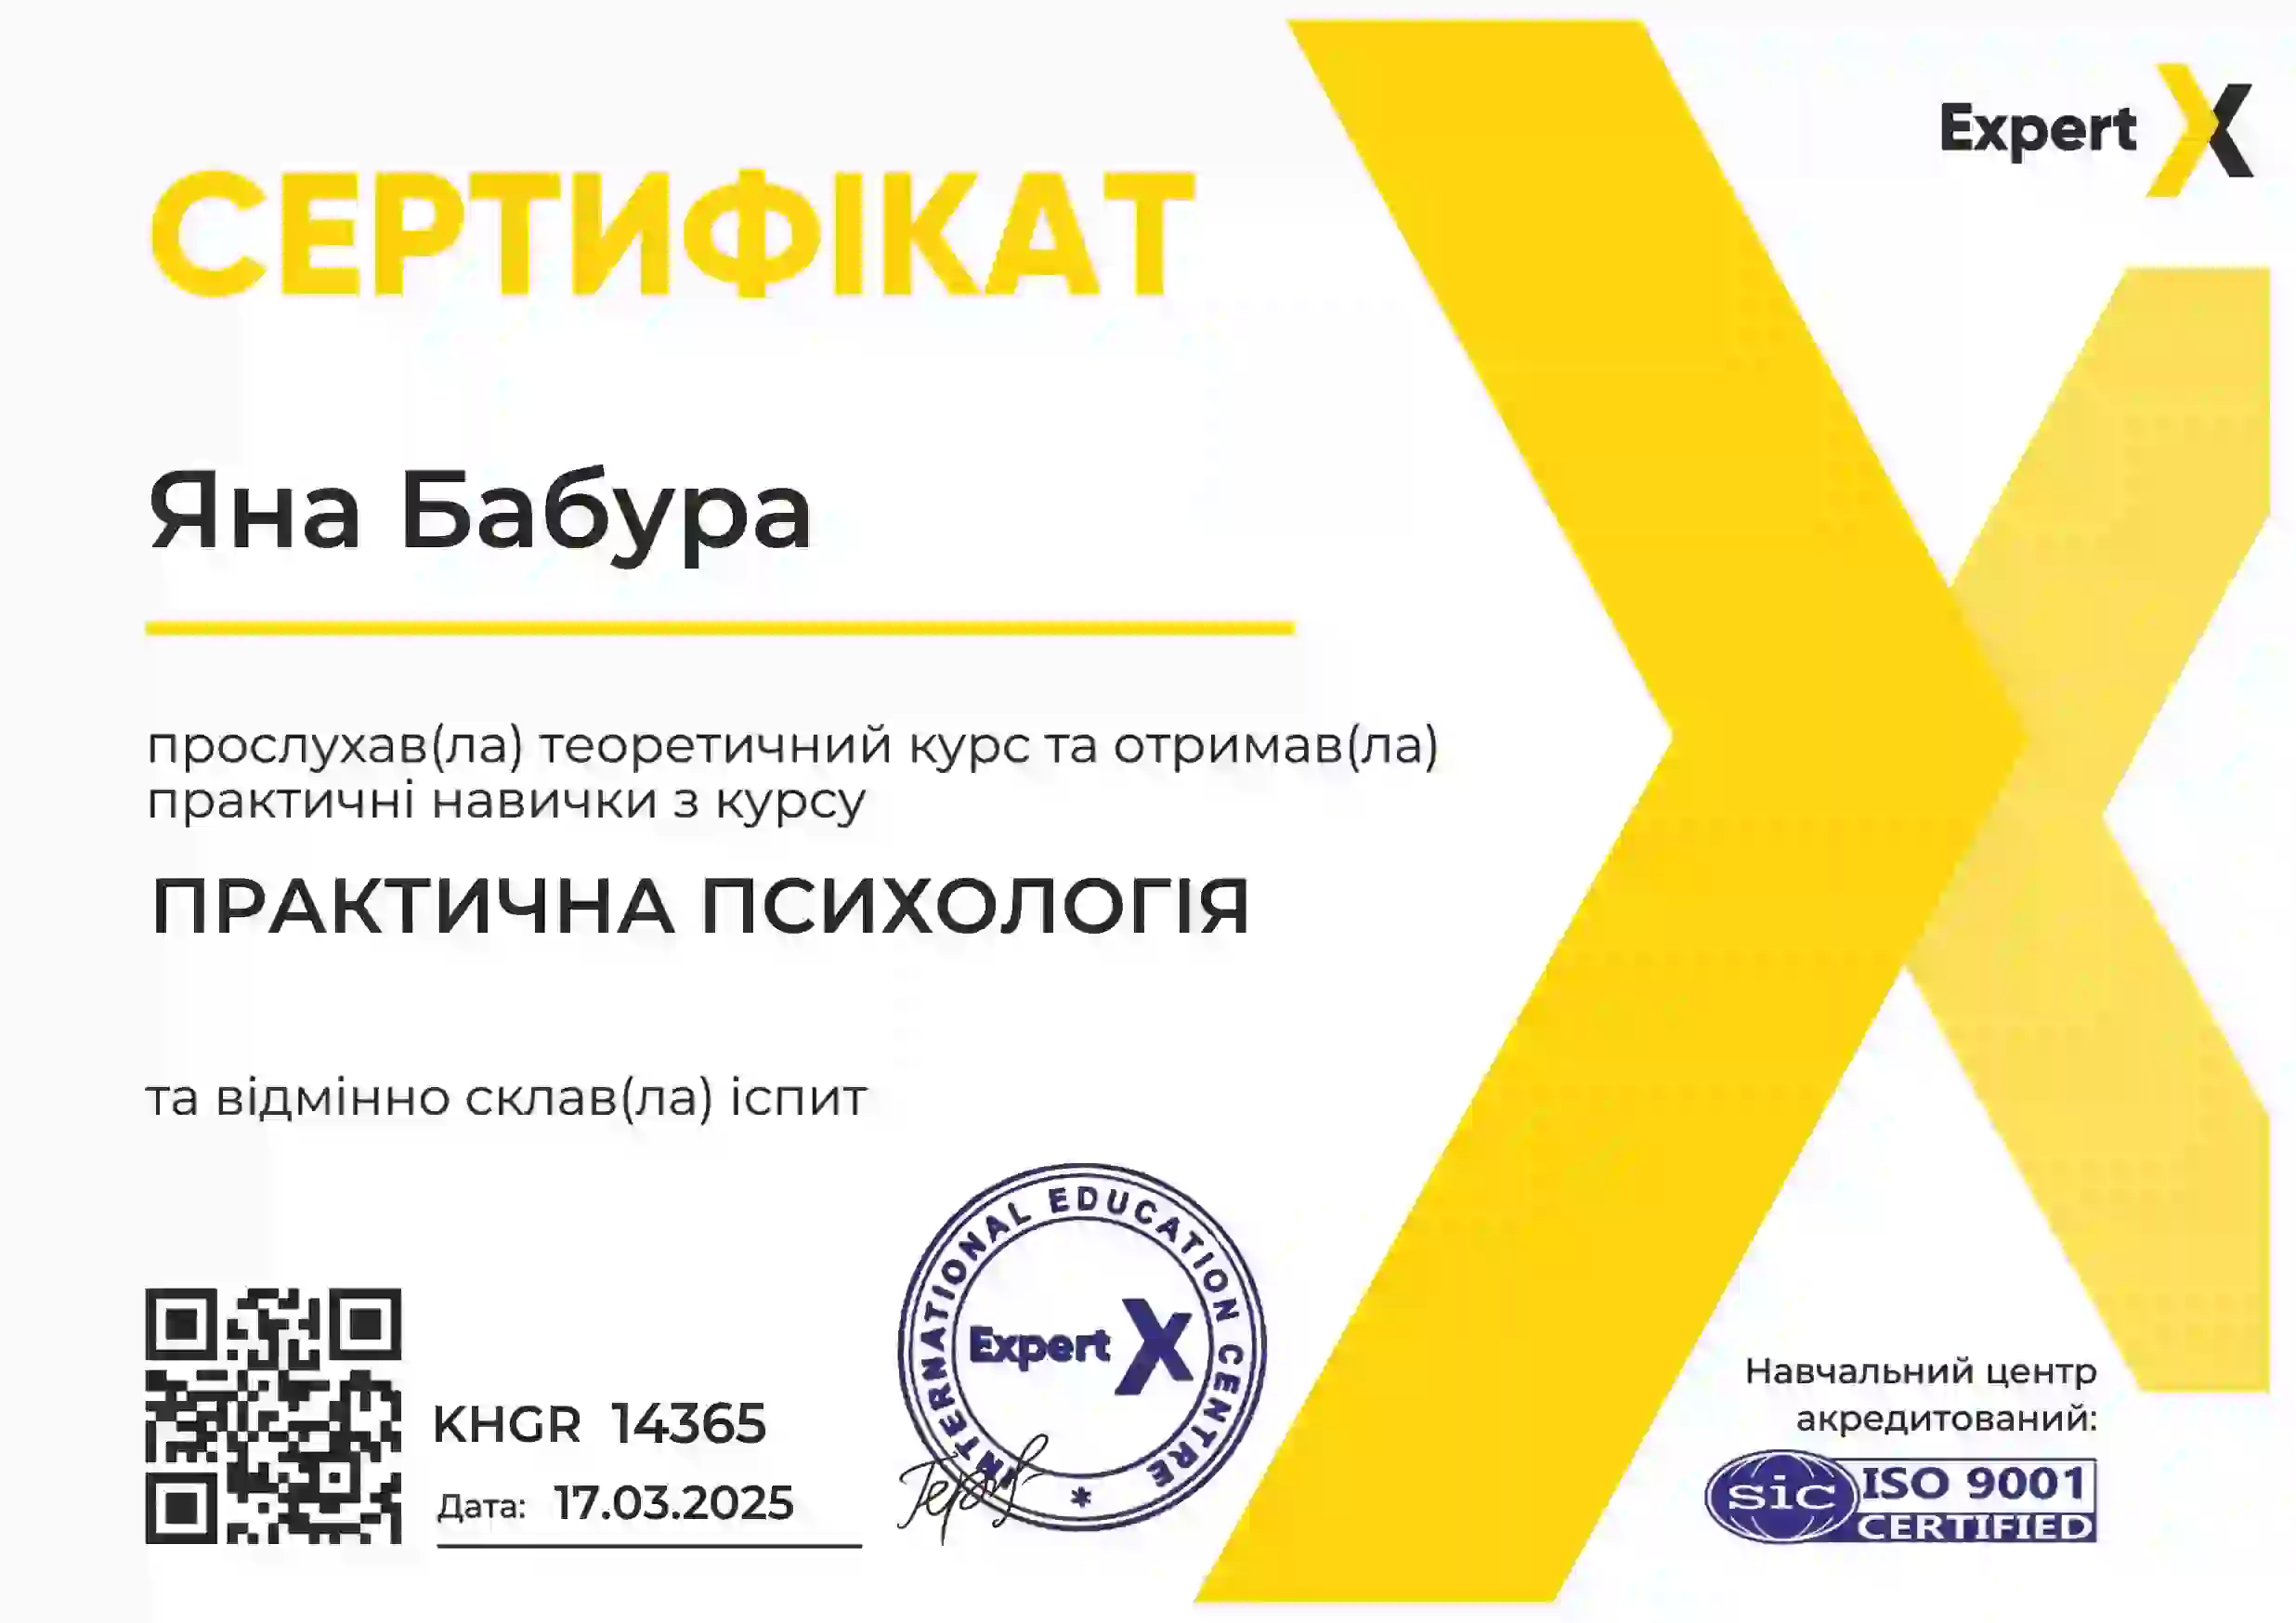 Expert X
СЕРТИФІКАТ
Яна Бабура
прослухав(ла) теоретичний курс та отримав(ла)
практичні навички з курсу
ПРАКТИЧНА ПСИХОЛОГІЯ
та відмінно склав(ла) іспит
INTERNATIONAL EDUCATION CENTRE
Expert X
KHGR 14365
Дата: 17.03.2025
Навчальний центр
акредитований:
sic ISO 9001
CERTIFIED